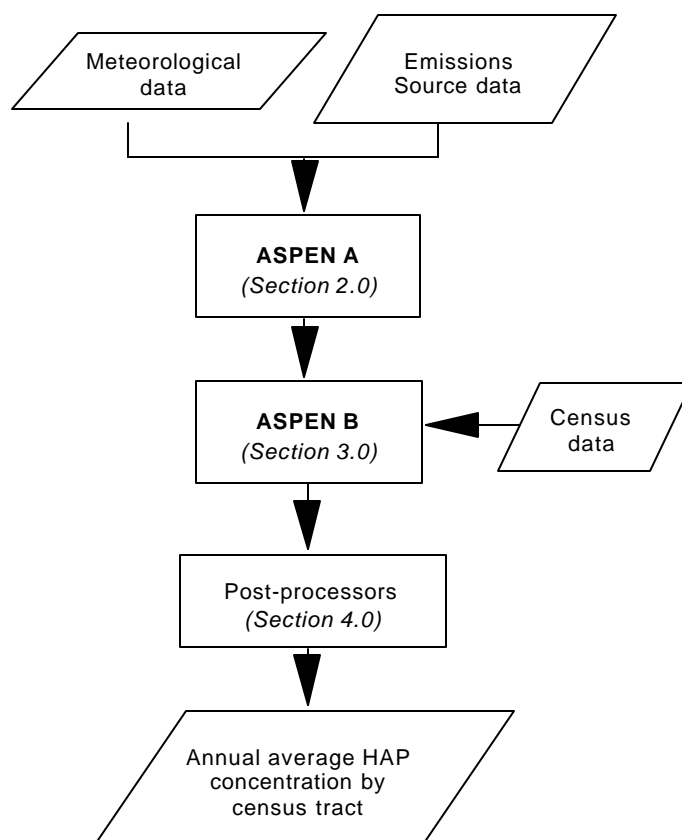 Meteorological
data
Emissions
Source data
ASPEN A
(Section 2.0)
ASPEN B
(Section 3.0)
Census
data
Post-processors
(Section 4.0)
Annual average HAP
concentration by
census tract